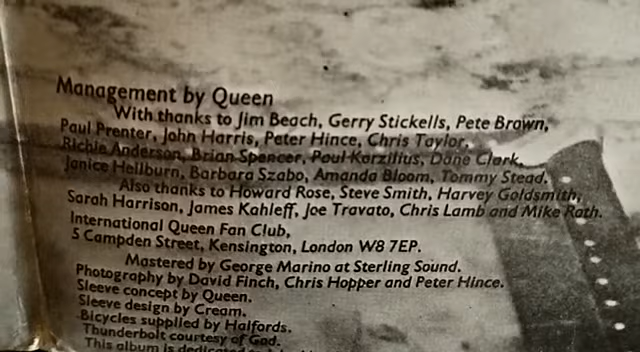 Management by Queen
With thanks to Jim Beach, Gerry Stickells, Pete Brown,
Paul Prenter, John Harris, Peter Hince, Chris Taylor,
Richie Anderson, Brian Spencer, Paul Korzilius, Dane Clark,
Janice Heilburn, Barbara Szabo, Amanda Bloom, Tommy Stead.
Also thanks to Howard Rose, Steve Smith, Harvey Goldsmith,
Sarah Harrison, James Kahleff, Joe Travato, Chris Lamb and Mike Rath.
International Queen Fan Club,
5 Campden Street, Kensington, London W8 7EP.
Mastered by George Marino at Sterling Sound.
Photography by David Finch, Chris Hopper and Peter Hince.
Sleeve concept by Queen.
Sleeve design by Cream.
Bicycles supplied by Halfords.
Thunderbolt courtesy of God.
This album is dedicated